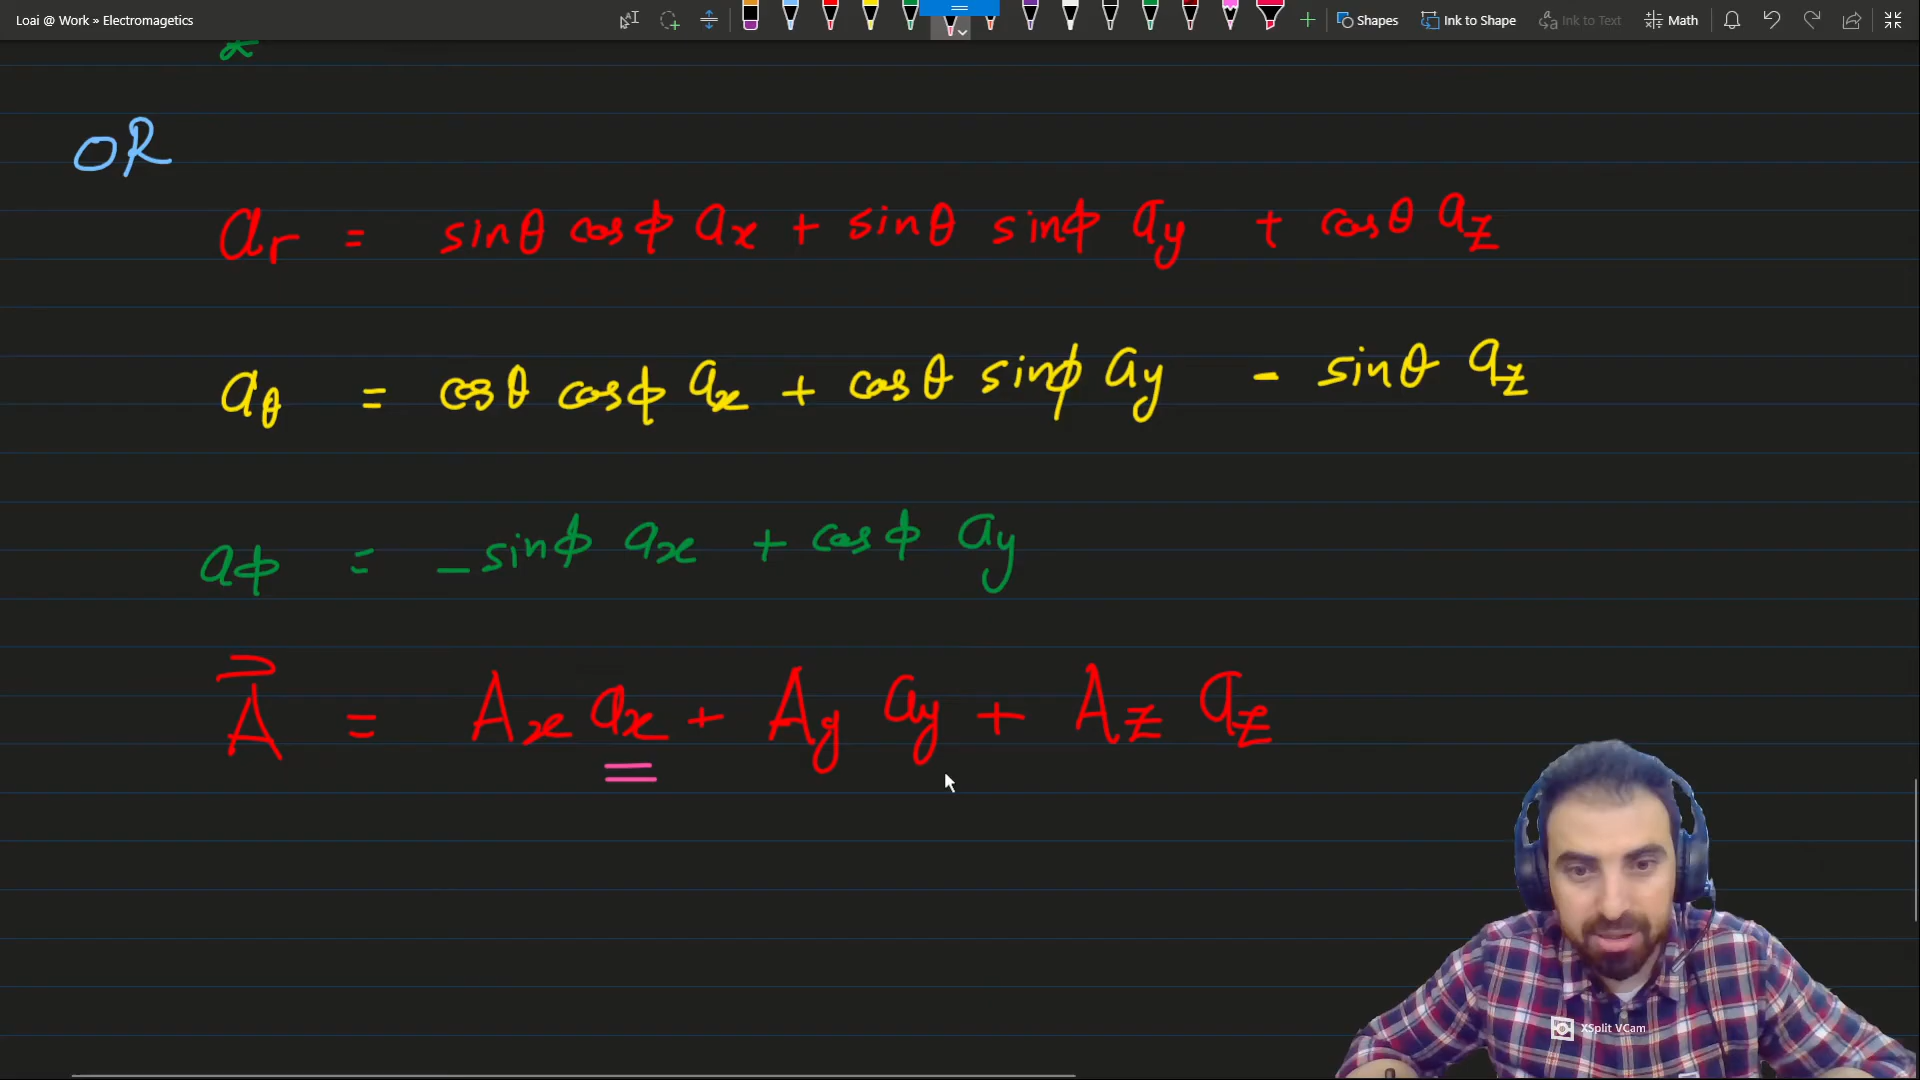 Loai @ Work » Electromagetics
Shapes Ink to Shape Ink to Text Math
OR
ar = sinθ cosϕ ax + sinθ sinϕ ay + cosθ az
aθ = cosθ cosϕ ax + cosθ sinϕ ay - sinθ az
aϕ = -sinϕ ax + cosϕ ay
A = Ax ax + Ay ay + Az az
XSplit VCam